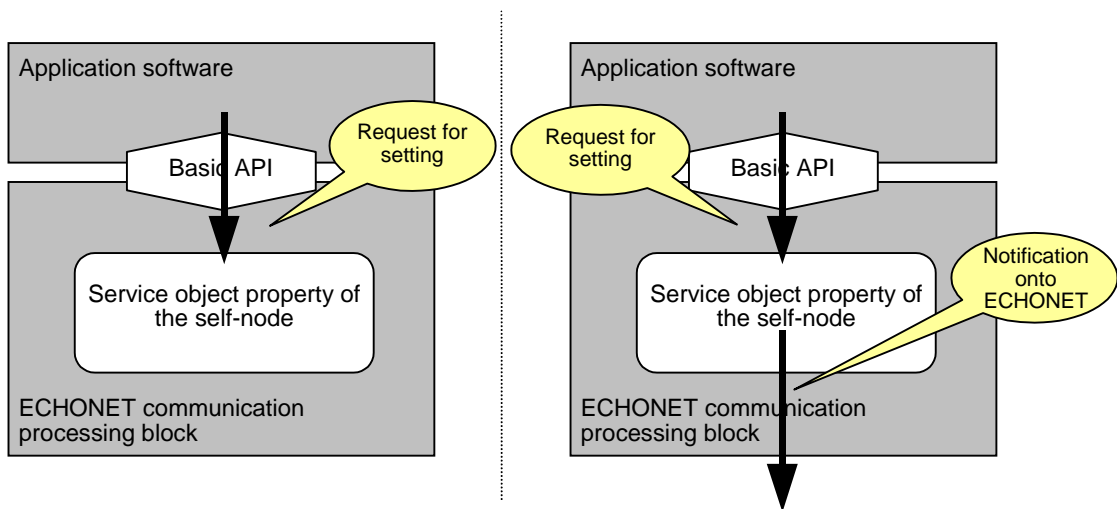 Application software
Request for
setting
Basic API
Service object property of
the self-node
ECHONET communication
processing block
Application software
Request for
setting
Basic API
Notification
onto
ECHONET
Service object property of
the self-node
ECHONET communication
processing block